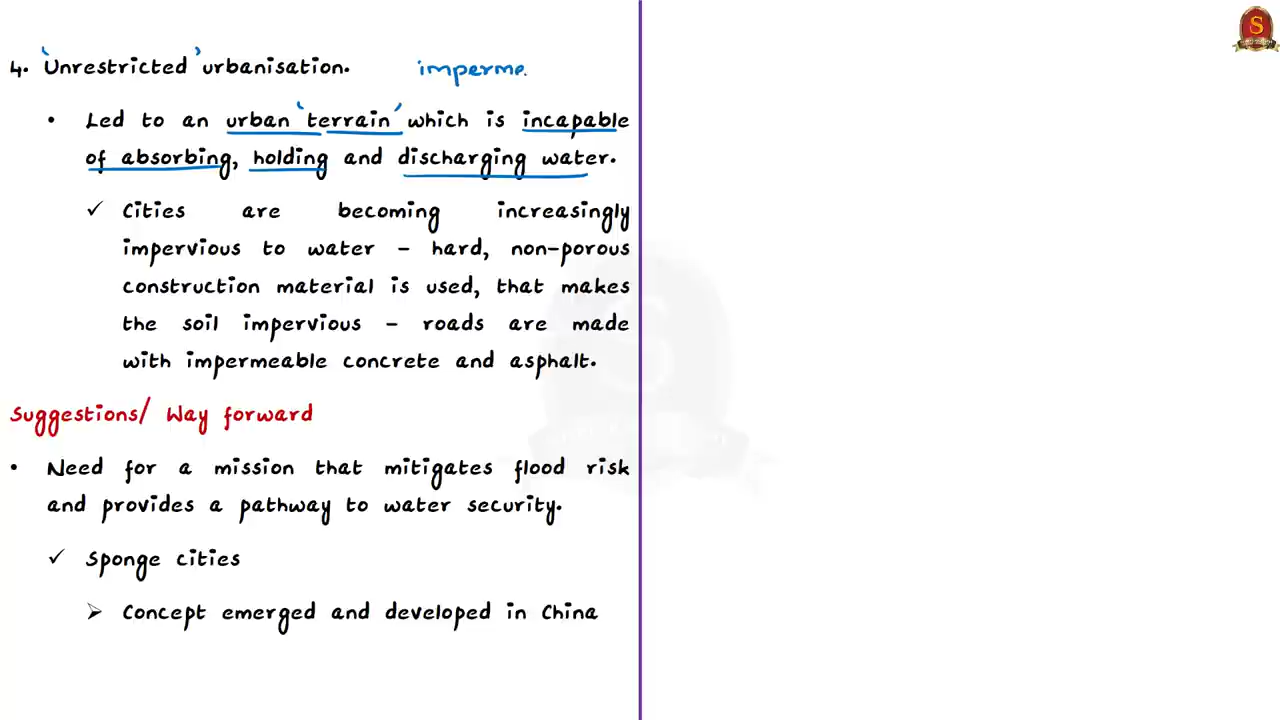 4. Unrestricted urbanisation. imperme
• Led to an urban terrain which is incapable
of absorbing, holding and discharging water.
✓ Cities are becoming increasingly
impervious to water – hard, non-porous
construction material is used, that makes
the soil impervious – roads are made
with impermeable concrete and asphalt.
Suggestions/ Way forward
• Need for a mission that mitigates flood risk
and provides a pathway to water security.
✓ Sponge cities
➢ Concept emerged and developed in China
S